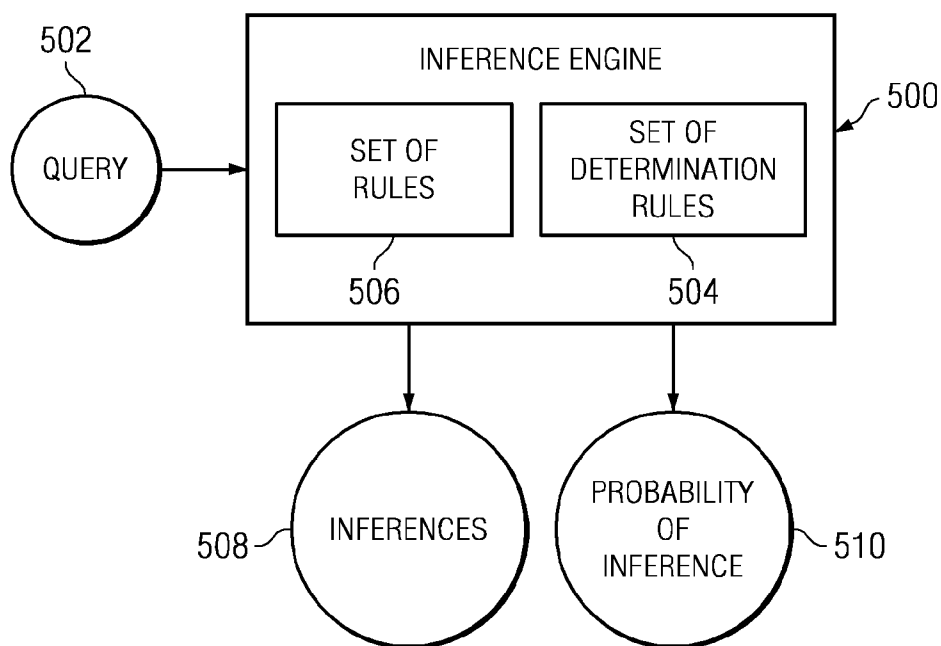 502
INFERENCE ENGINE
500
QUERY
SET OF
RULES
SET OF
DETERMINATION
RULES
506
504
INFERENCES
508
PROBABILITY
OF
INFERENCE
510